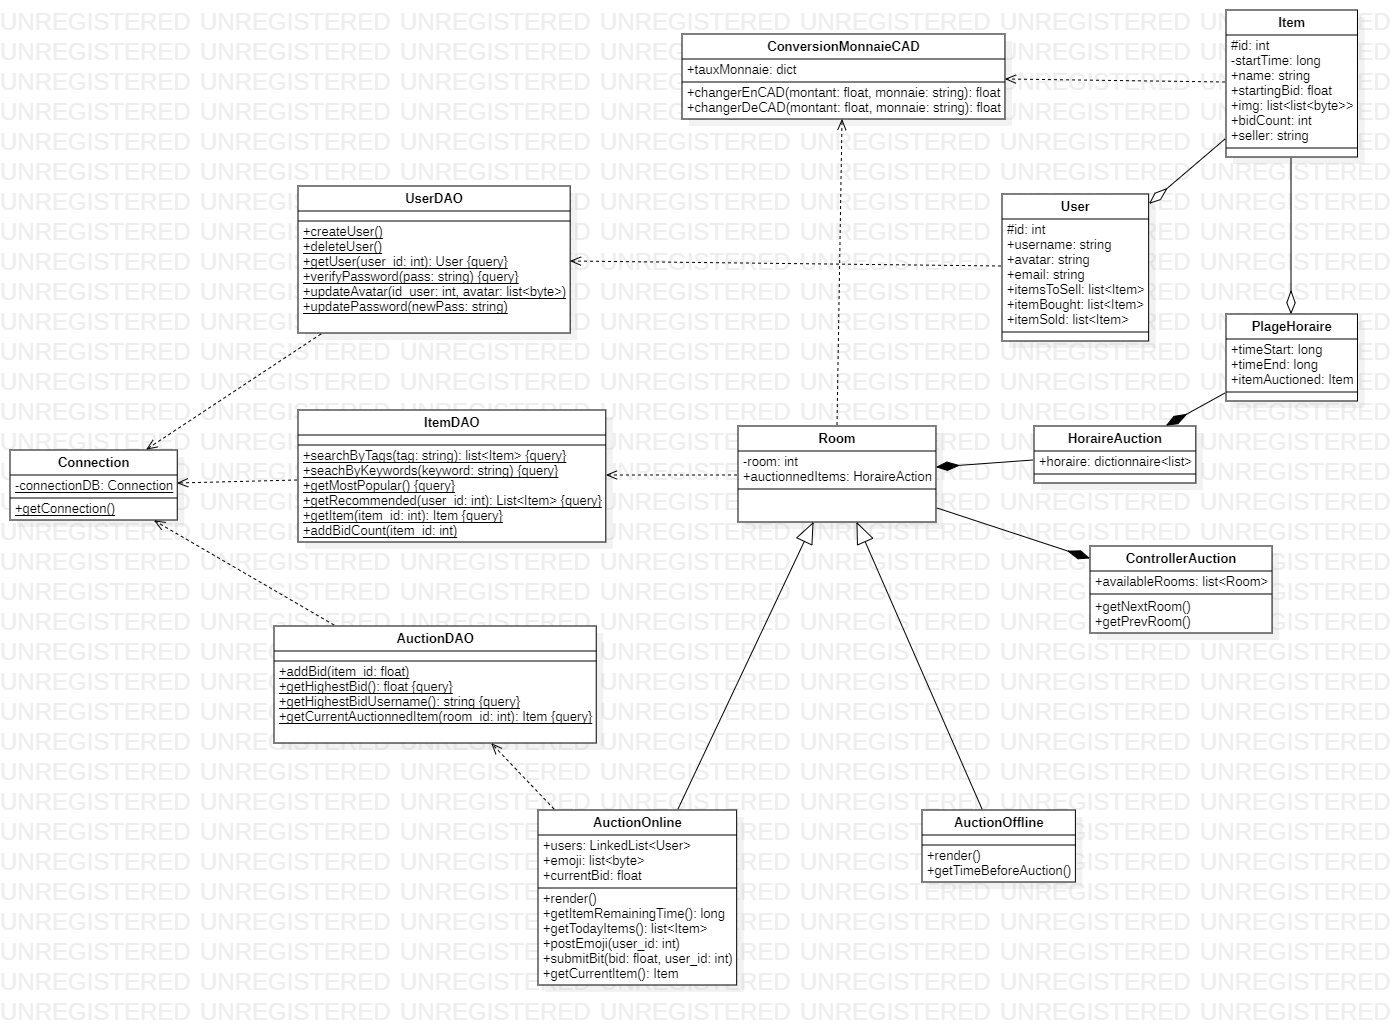 ConversionMonnaieCAD
+tauxMonnaie: dict
+changerEnCAD(montant: float, monnaie: string): float
+changerDeCAD(montant: float, monnaie: string): float
Item
#id: int
-startTime: long
+name: string
+startingBid: float
+img: list<list<byte>>
+bidCount: int
+seller: string
UserDAO
+createUser()
+deleteUser()
+getUser(user_id: int): User {query}
+verifyPassword(pass: string) {query}
+updateAvatar(id_user: int, avatar: list<byte>)
+updatePassword(newPass: string)
User
#id: int
+username: string
+avatar: string
+email: string
+itemsToSell: list<Item>
+itemBought: list<Item>
+itemSold: list<Item>
PlageHoraire
+timeStart: long
+timeEnd: long
+itemAuctioned: Item
Connection
-connectionDB: Connection
+getConnection()
ItemDAO
+searchByTags(tag: string): list<Item> {query}
+seachByKeywords(keyword: string) {query}
+getMostPopular() {query}
+getRecommended(user_id: int): List<Item> {query}
+getItem(item_id: int): Item {query}
+addBidCount(item_id: int)
Room
-room: int
+auctionnedItems: HoraireAction
HoraireAuction
+horaire: dictionnaire<list>
ControllerAuction
+availableRooms: list<Room>
+getNextRoom()
+getPrevRoom()
AuctionDAO
+addBid(item_id: float)
+getHighestBid(): float {query}
+getHighestBidUsername(): string {query}
+getCurrentAuctionnedItem(room_id: int): Item {query}
AuctionOnline
+users: LinkedList<User>
+emoji: list<byte>
+currentBid: float
+render()
+getItemRemainingTime(): long
+getTodayItems(): list<Item>
+postEmoji(user_id: int)
+submitBit(bid: float, user_id: int)
+getCurrentItem(): Item
AuctionOffline
+render()
+getTimeBeforeAuction()
UNREGISTERED